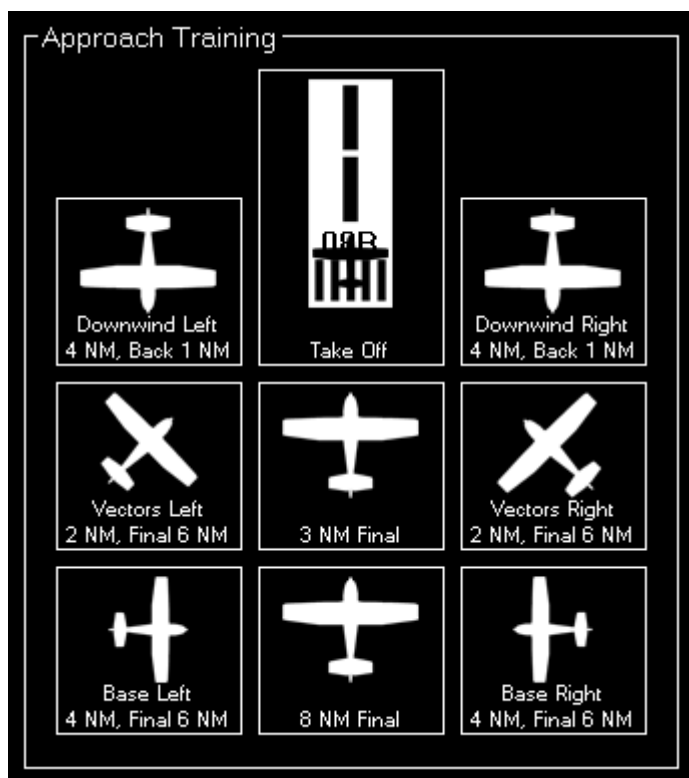 Approach Training
Take Off
Downwind Left
4 NM, Back 1 NM
Downwind Right
4 NM, Back 1 NM
Vectors Left
2 NM, Final 6 NM
3 NM Final
Vectors Right
2 NM, Final 6 NM
Base Left
4 NM, Final 6 NM
8 NM Final
Base Right
4 NM, Final 6 NM